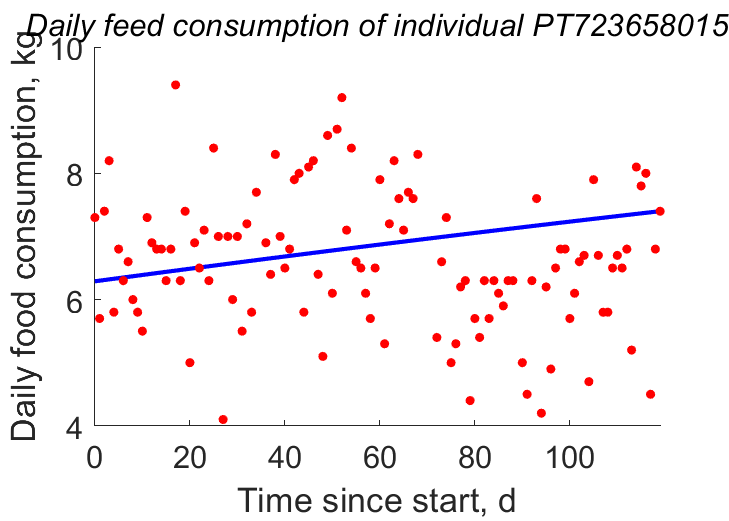 Daily feed consumption of individual PT723658015
Daily food consumption, kg
10
8
6
4
0 20 40 60 80 100
Time since start, d